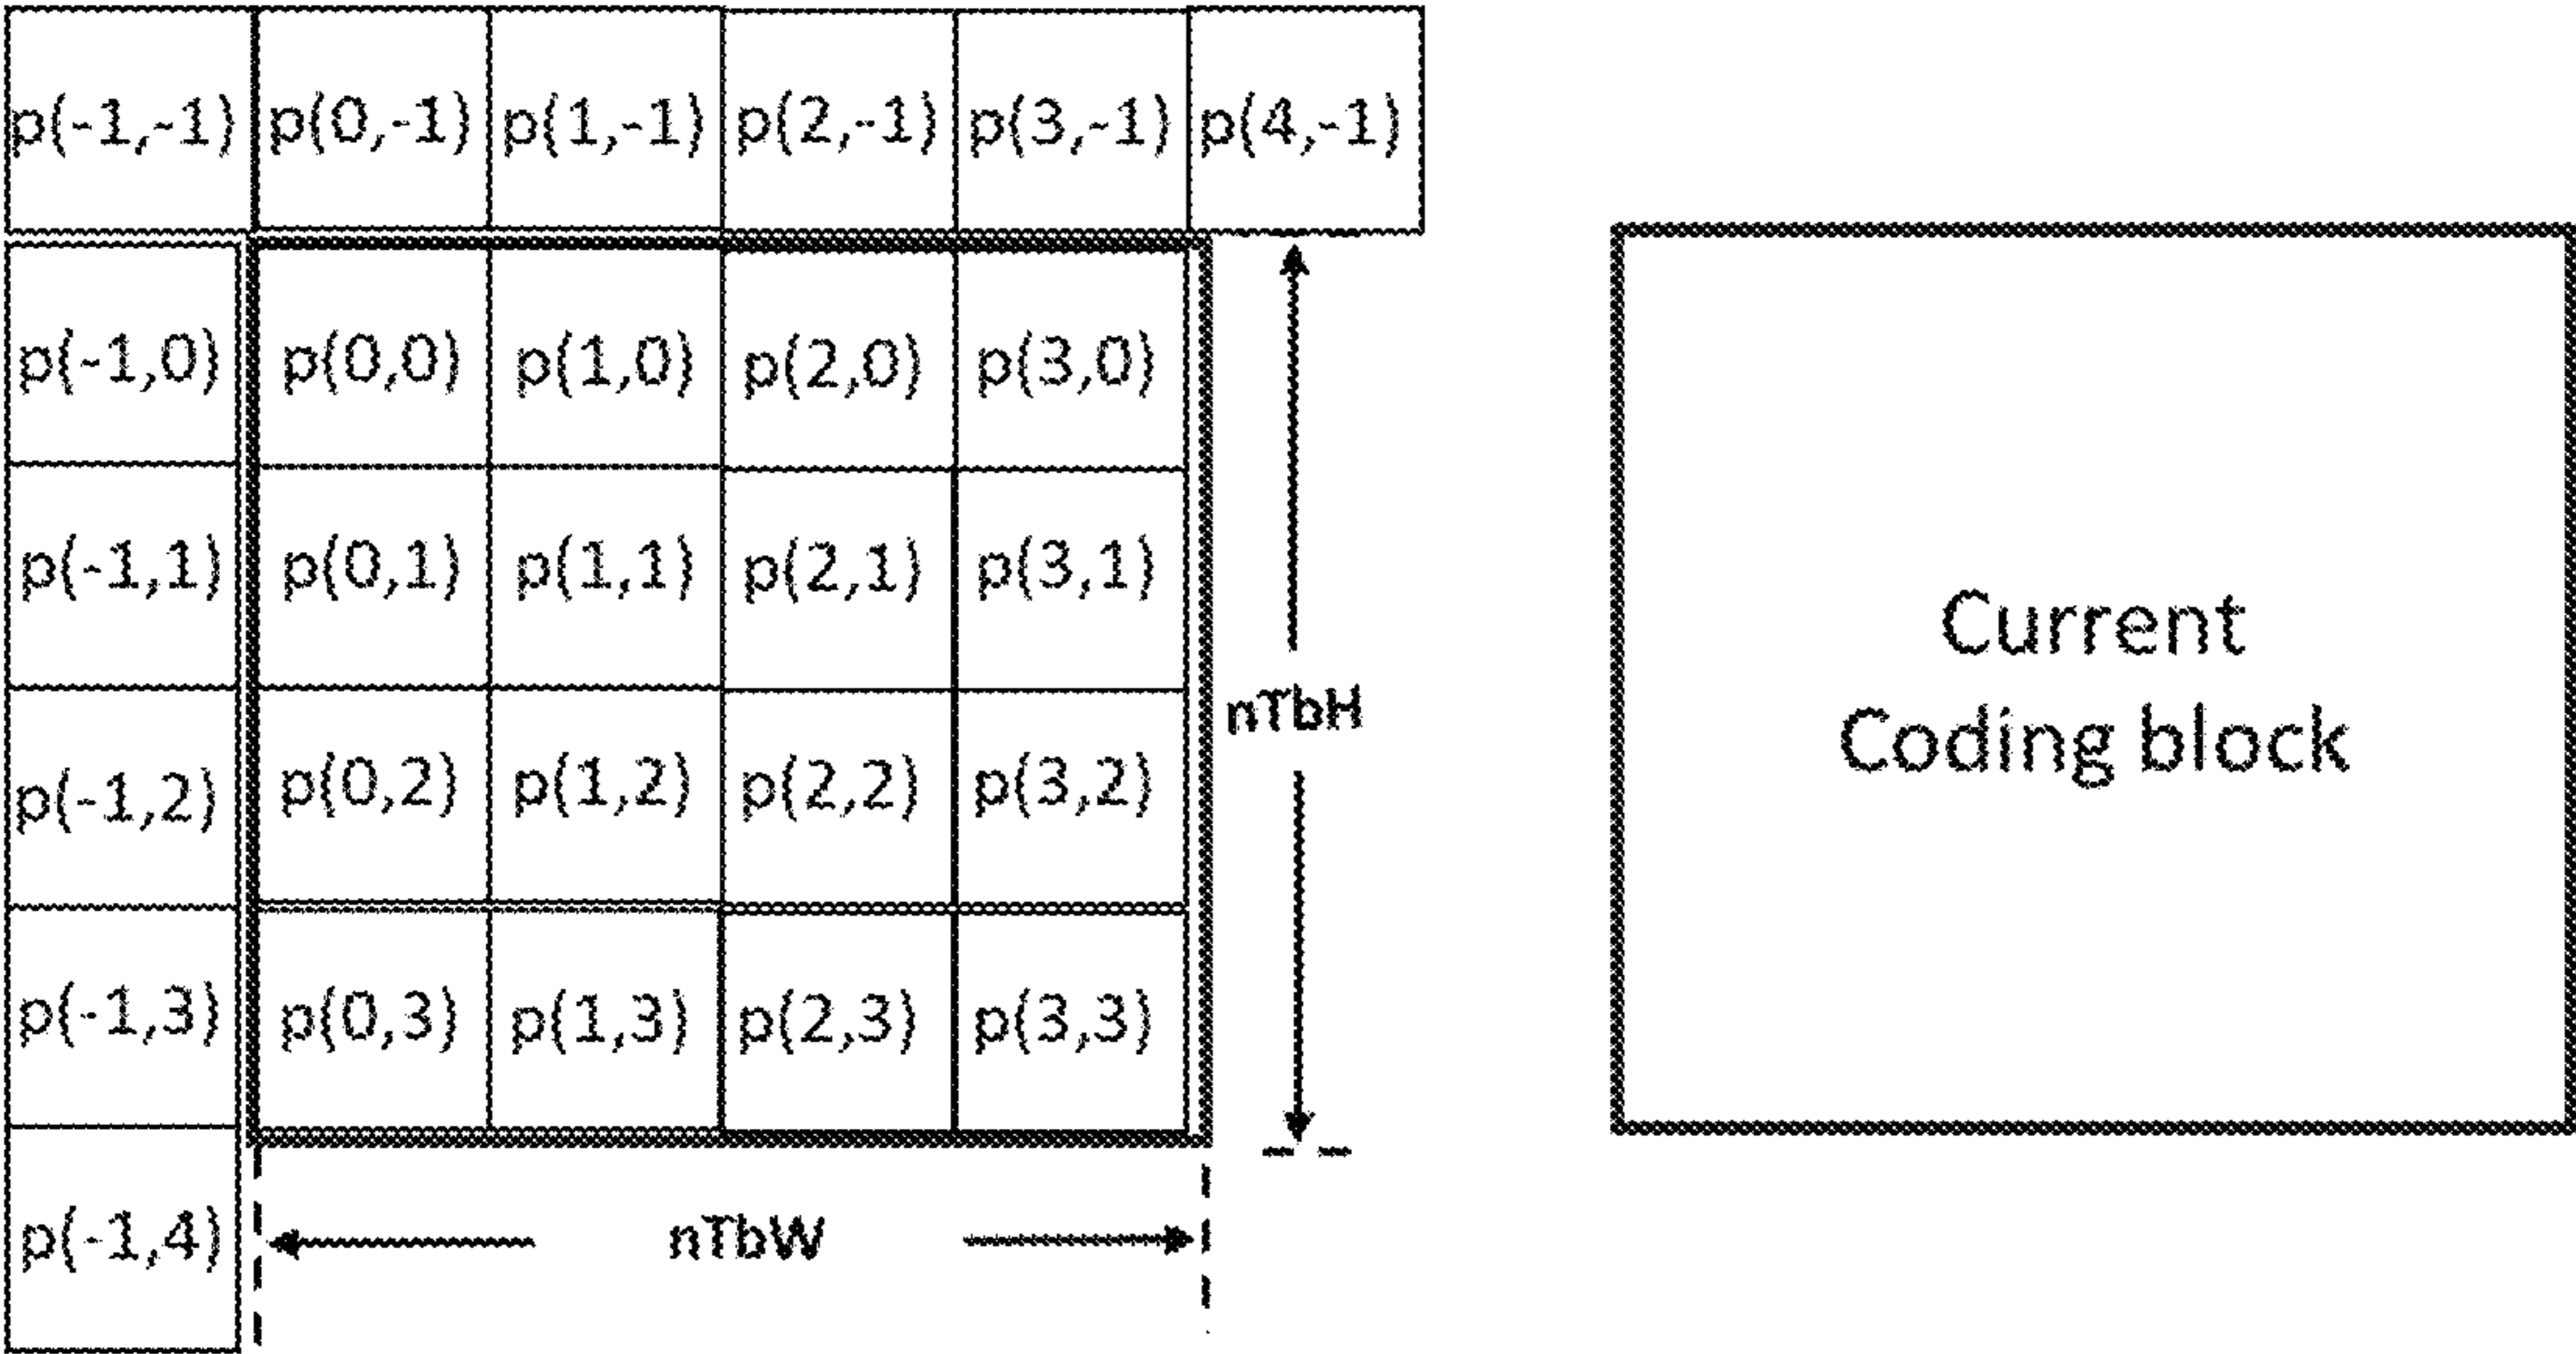 p(-1,-1) p(0,-1) p(1,-1) p(2,-1) p(3,-1) p(4,-1)
p(-1,0) p(0,0) p(1,0) p(2,0) p(3,0)
p(-1,1) p(0,1) p(1,1) p(2,1) p(3,1)
nTbH
p(-1,2) p(0,2) p(1,2) p(2,2) p(3,2)
p(-1,3) p(0,3) p(1,3) p(2,3) p(3,3)
p(-1,4)
nTbW
Current
Coding block